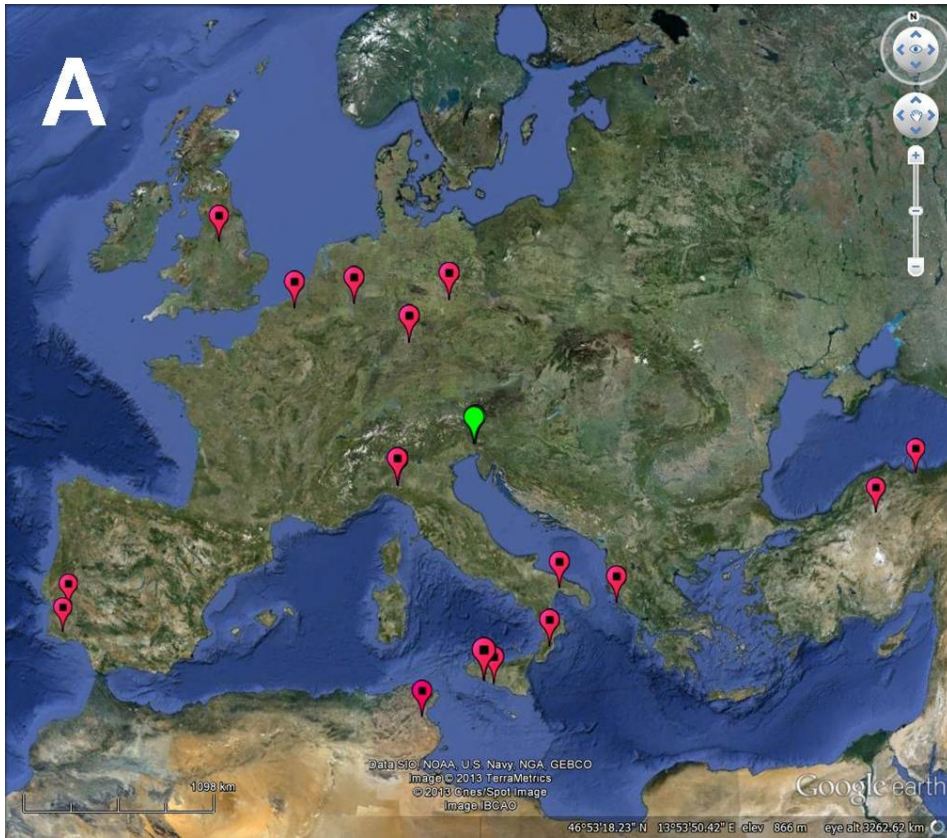 A
N
1098 km
Data SIO, NOAA, U.S. Navy, NGA, GEBCO
Image © 2013 TerraMetrics
© 2013 Cnes/Spot Image
Image IBCAO
Google earth
46°53'18.23" N 13°53'50.42" E elev 866 m eye alt 3262.62 km